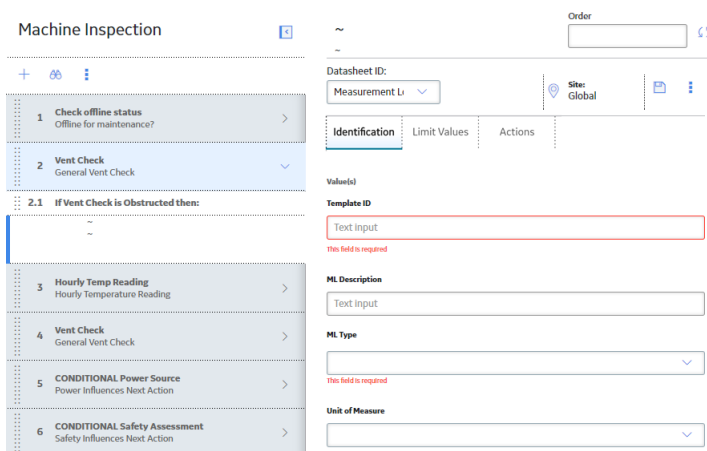 Machine Inspection
1 Check offline status
Offline for maintenance?
2 Vent Check
General Vent Check
2.1 If Vent Check is Obstructed then:
~
~
3 Hourly Temp Reading
Hourly Temperature Reading
4 Vent Check
General Vent Check
5 CONDITIONAL Power Source
Power Influences Next Action
6 CONDITIONAL Safety Assessment
Safety Influences Next Action
~
~
Order
Datasheet ID:
Measurement Lo
Site:
Global
Identification Limit Values Actions
Value(s)
Template ID
Text Input
This field is required
ML Description
Text Input
ML Type
This field is required
Unit of Measure